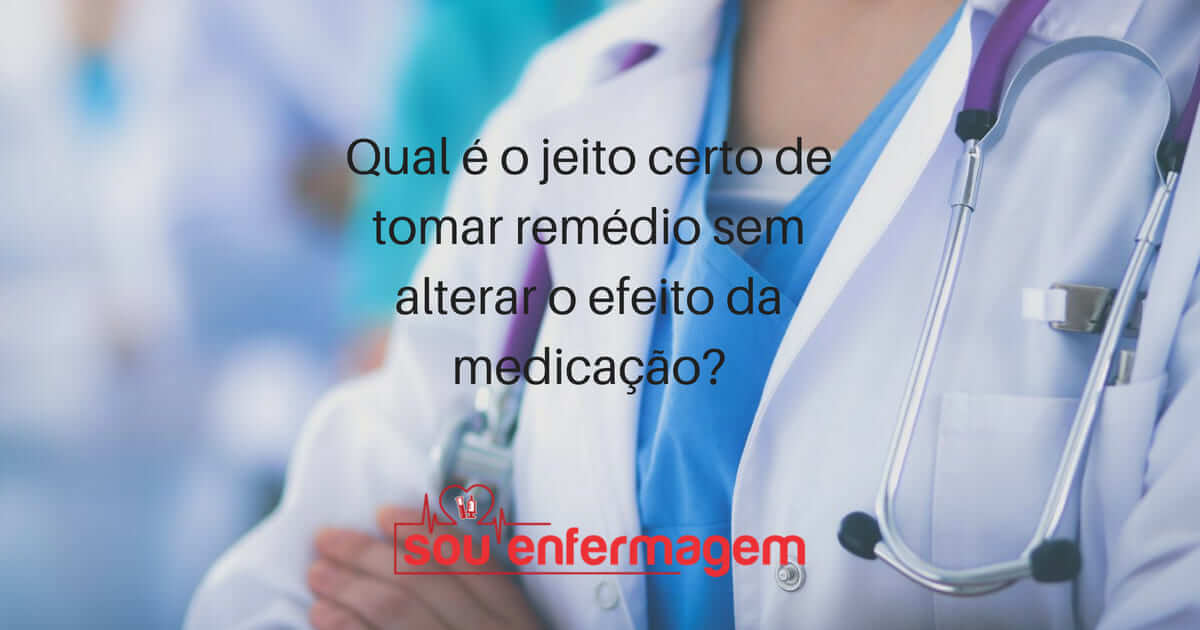 Qual é o jeito certo de
tomar remédio sem
alterar o efeito da
medicação?
sou enfermagem